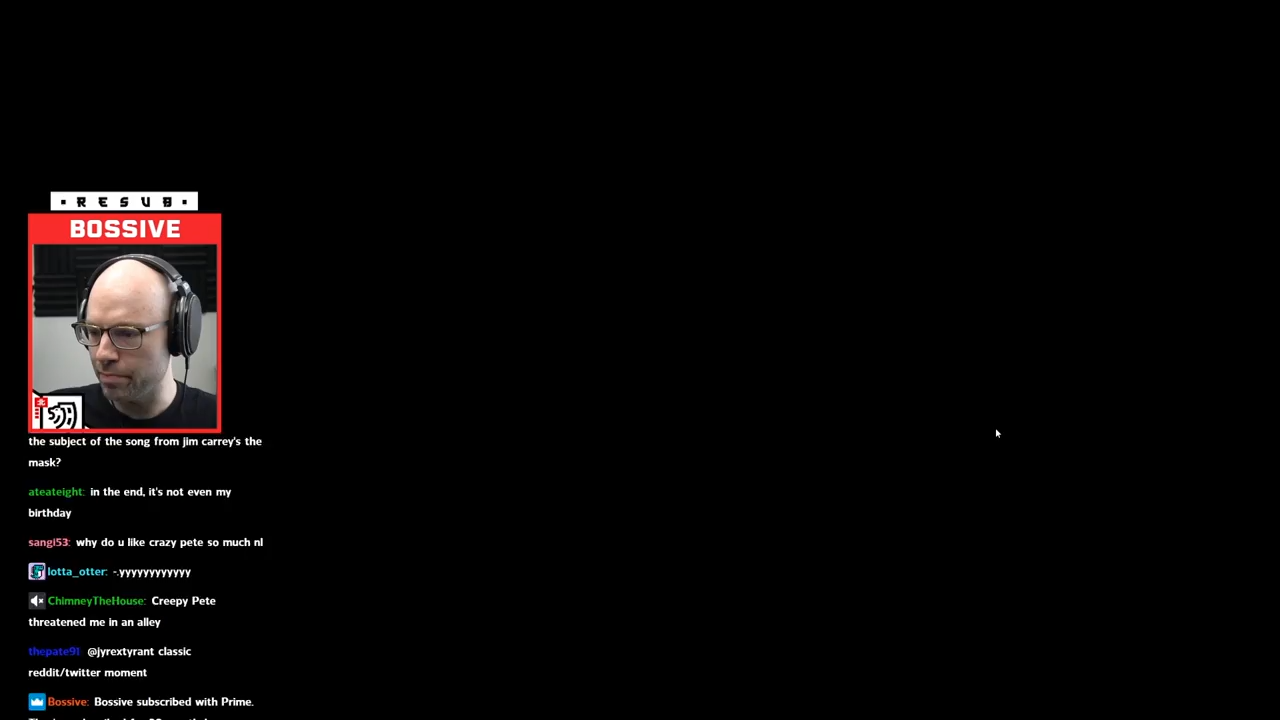 • R E S U B •
BOSSIVE
the subject of the song from jim carrey's the
mask?
ateateight: in the end, it's not even my
birthday
sangi53: why do u like crazy pete so much nl
lotta_otter: -.yyyyyyyyyyyy
ChimneyTheHouse: Creepy Pete
threatened me in an alley
thepate91: @jyrextyrant classic
reddit/twitter moment
Bossive: Bossive subscribed with Prime.